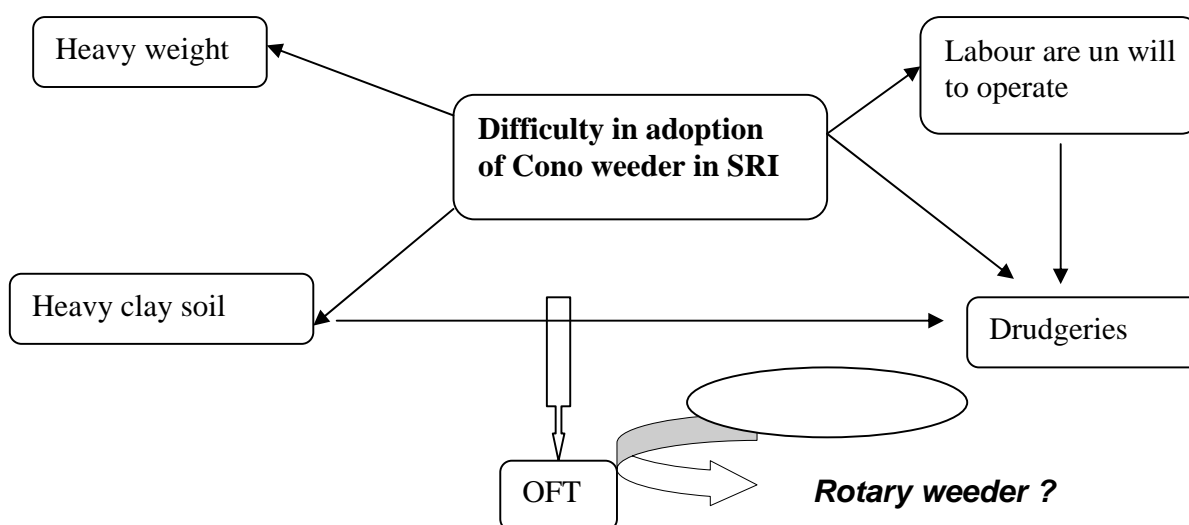 Heavy weight
Labour are un will
to operate
Difficulty in adoption
of Cono weeder in SRI
Heavy clay soil
Drudgeries
OFT
Rotary weeder ?